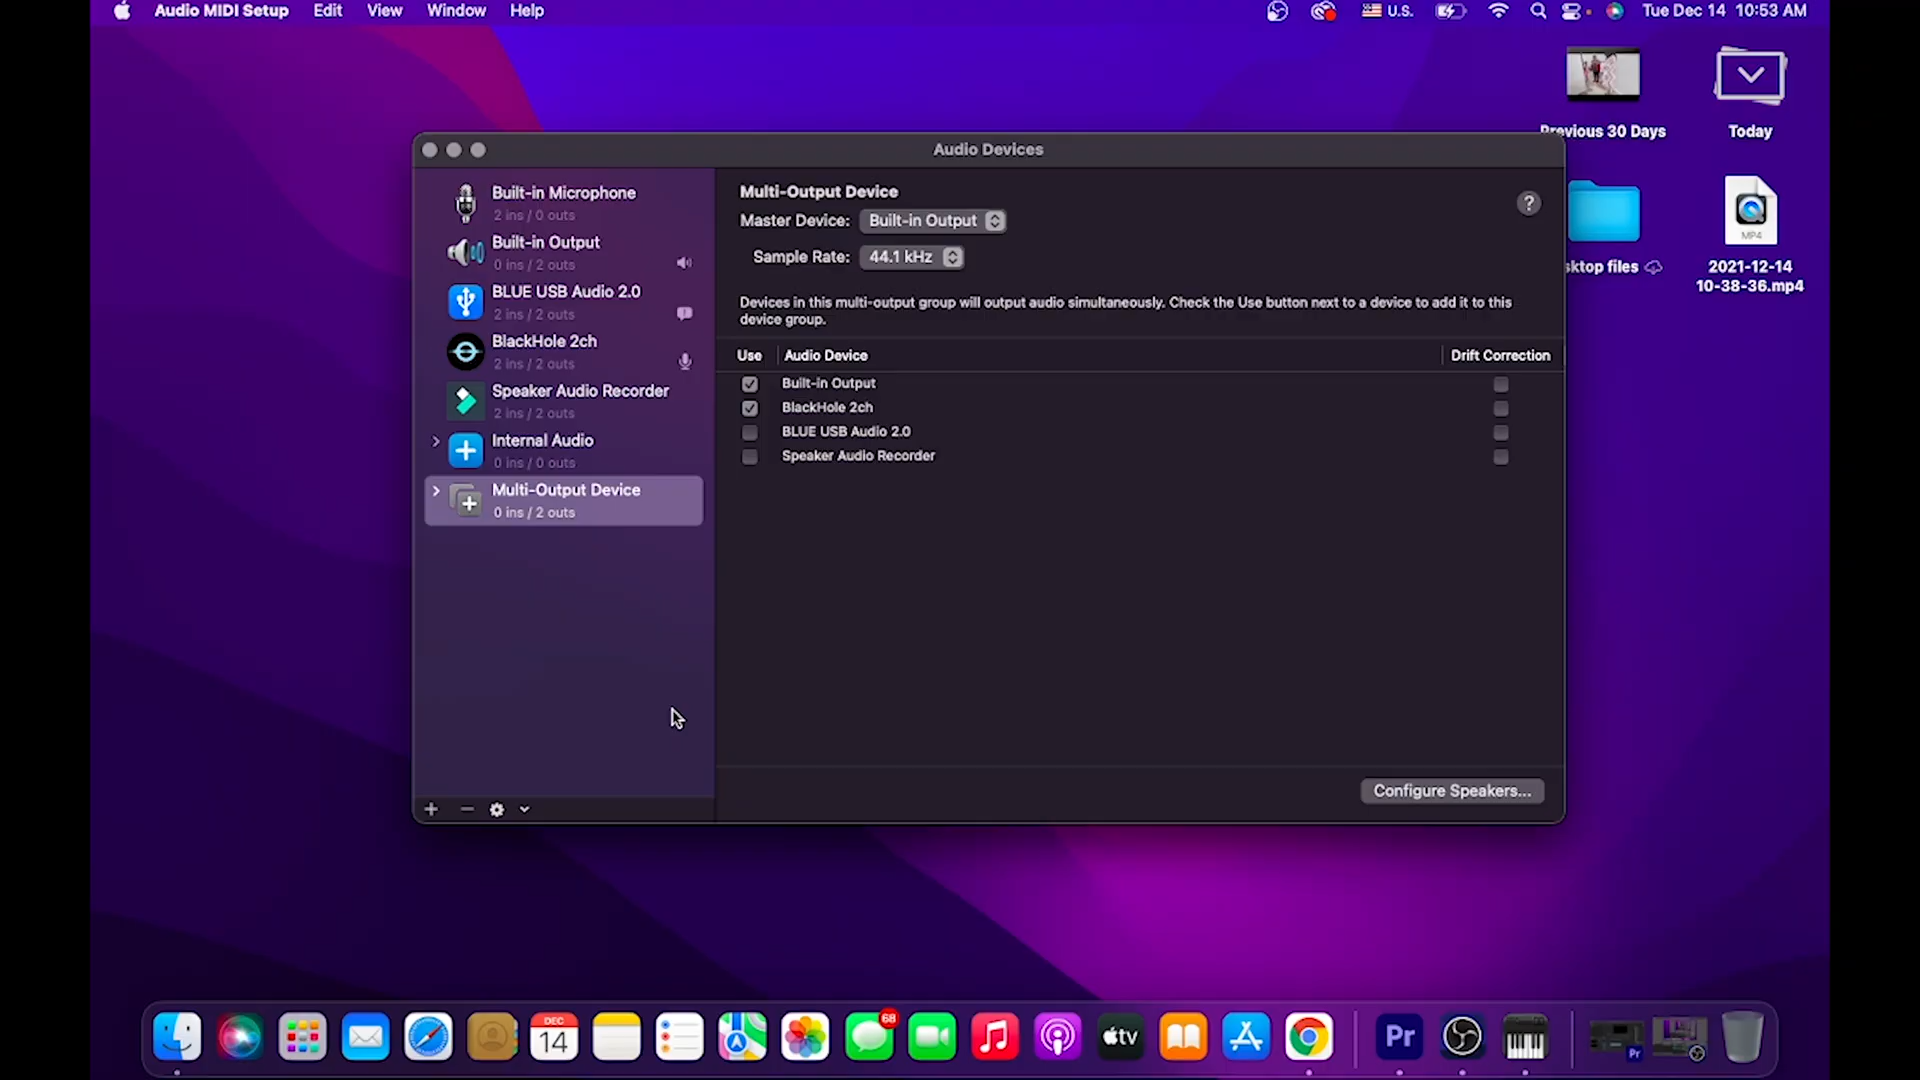 Audio MIDI Setup Edit View Window Help
U.S. Tue Dec 14 10:53 AM
Previous 30 Days
Today
sktop files
2021-12-14
10-38-36.mp4
MP4
Audio Devices
Built-in Microphone
2 ins / 0 outs
Built-in Output
0 ins / 2 outs
BLUE USB Audio 2.0
2 ins / 2 outs
BlackHole 2ch
2 ins / 2 outs
Speaker Audio Recorder
2 ins / 2 outs
Internal Audio
0 ins / 0 outs
Multi-Output Device
0 ins / 2 outs
Multi-Output Device
?
Master Device: Built-in Output
Sample Rate: 44.1 kHz
Devices in this multi-output group will output audio simultaneously. Check the Use button next to a device to add it to this
device group.
Use Audio Device Drift Correction
Built-in Output
BlackHole 2ch
BLUE USB Audio 2.0
Speaker Audio Recorder
Configure Speakers...
DEC
14
68
tv
Pr
Pr